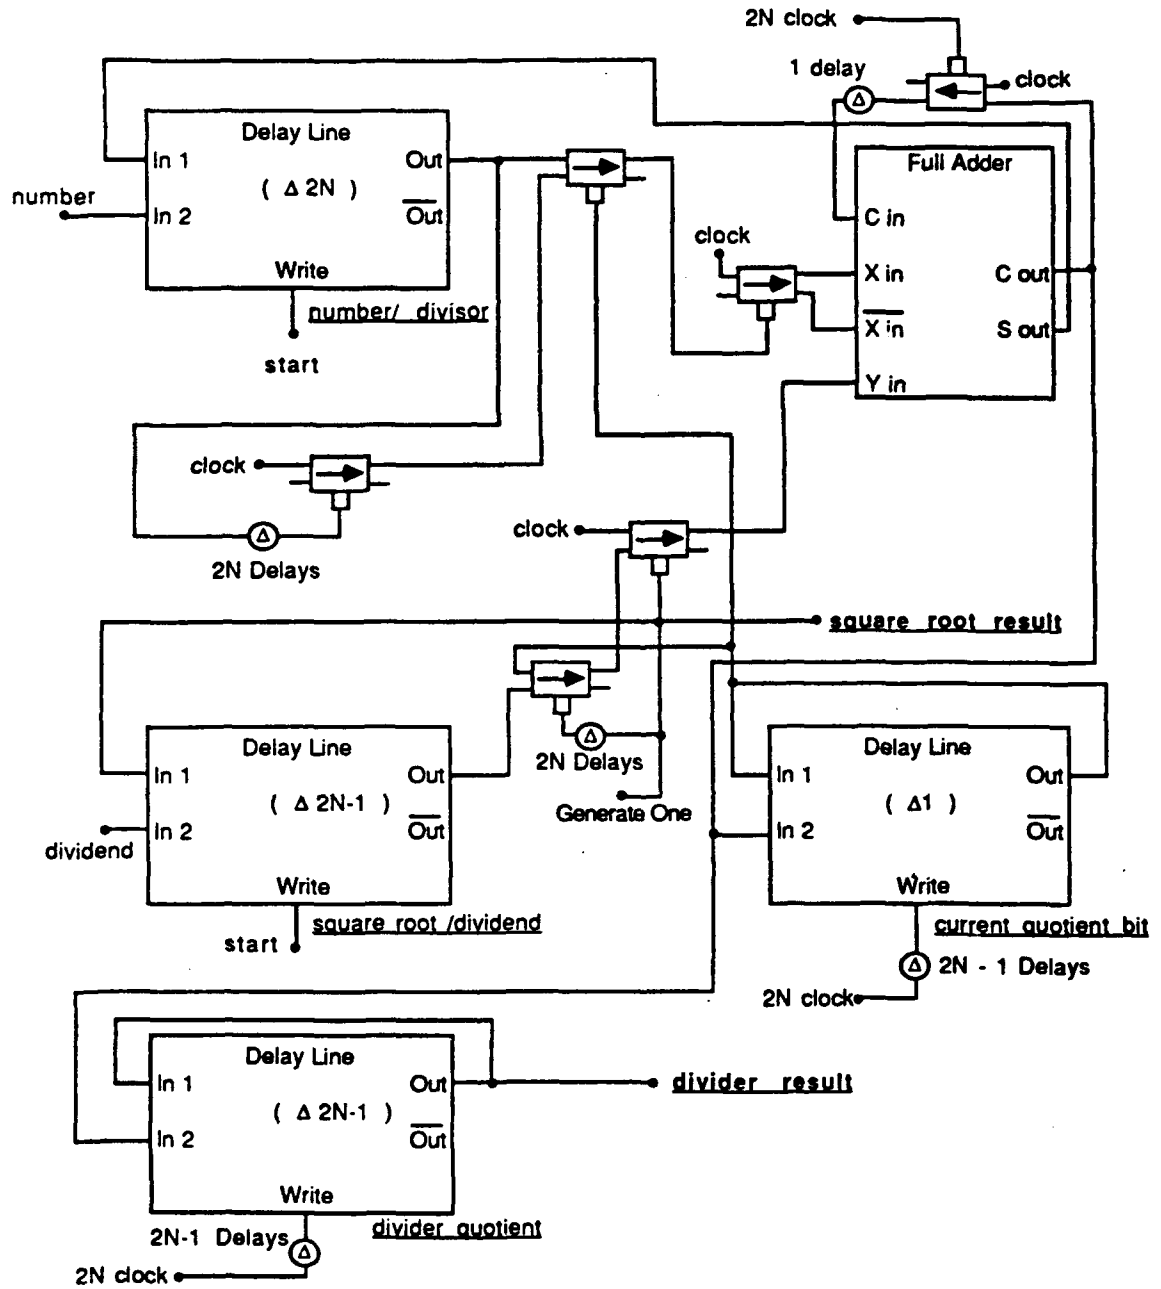 2N clock
1 delay
Δ
clock
Delay Line
In 1
Out
( Δ 2N )
number
In 2
Out
Write
number/ divisor
start
Full Adder
C in
clock
X in
C out
X in
S out
Y in
clock
Δ
2N Delays
clock
square root result
Δ
2N Delays
Generate One
Delay Line
In 1
Out
( Δ 2N-1 )
In 2
Out
dividend
Write
square root /dividend
start
Delay Line
In 1
Out
( Δ1 )
In 2
Out
Write
current quotient bit
Δ
2N - 1 Delays
2N clock
Delay Line
In 1
Out
divider result
( Δ 2N-1 )
In 2
Out
Write
divider quotient
2N-1 Delays
Δ
2N clock